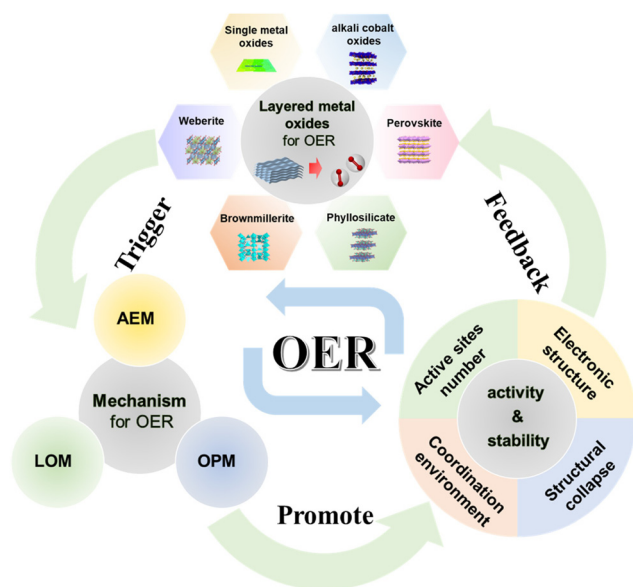 Single metal
oxides
alkali cobalt
oxides
Layered metal
oxides
for OER
Weberite
Perovskite
Brownmillerite
Phyllosilicate
Trigger
Feedback
AEM
OER
Mechanism
for OER
LOM
OPM
Active sites
number
Electronic
structure
activity
&
stability
Coordination
environment
Structural
collapse
Promote